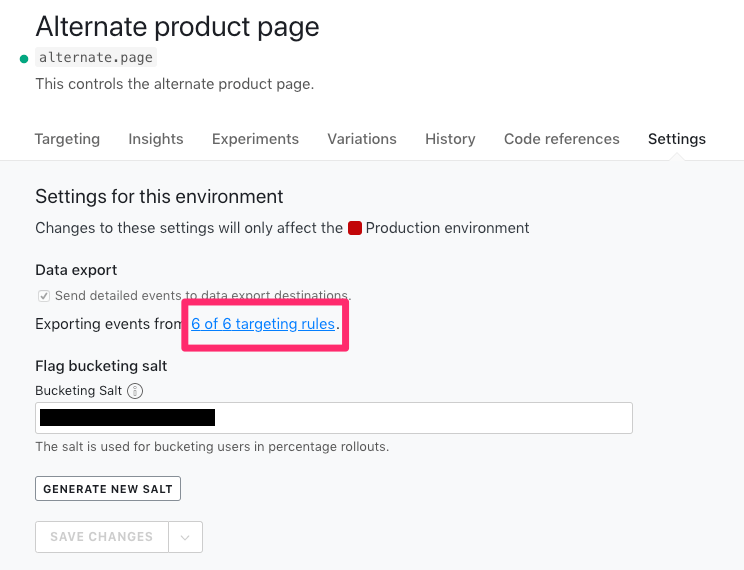 Alternate product page
alternate.page
This controls the alternate product page.
Targeting Insights Experiments Variations History Code references Settings
Settings for this environment
Changes to these settings will only affect the Production environment
Data export
Send detailed events to data export destinations.
Exporting events from 6 of 6 targeting rules.
Flag bucketing salt
Bucketing Salt
The salt is used for bucketing users in percentage rollouts.
GENERATE NEW SALT
SAVE CHANGES